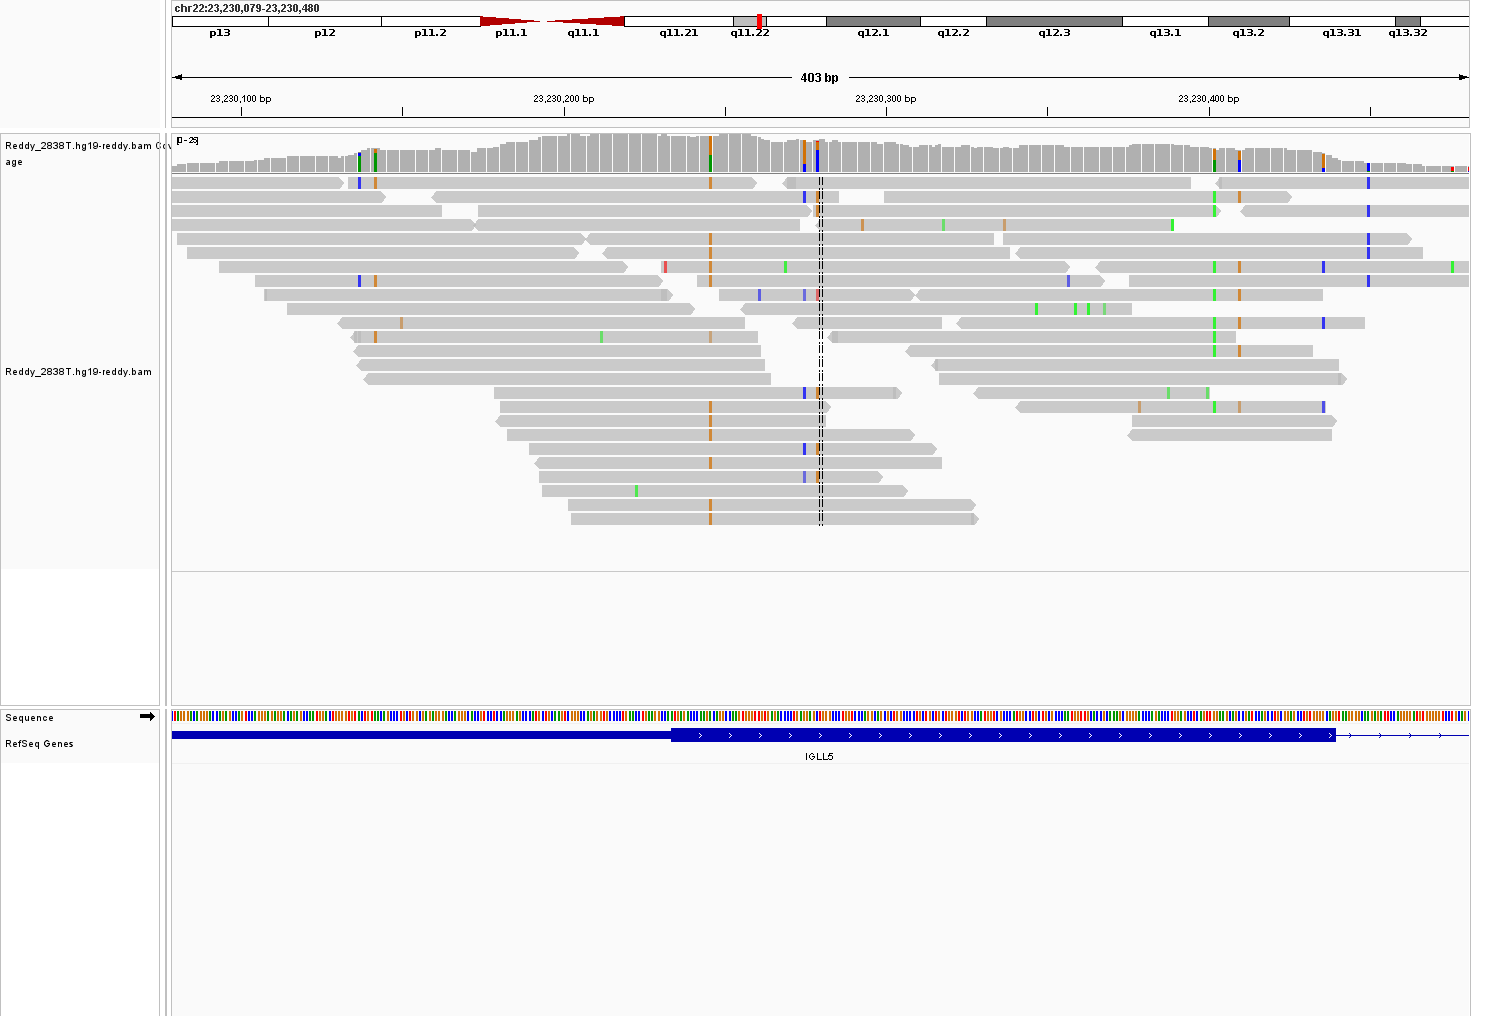 chr22:23,230,079-23,230,480
p13 p12 p11.2 p11.1 q11.1 q11.21 q11.22 q12.1 q12.2 q12.3 q13.1 q13.2 q13.31 q13.32
403 bp
23,230,100 bp 23,230,200 bp 23,230,300 bp 23,230,400 bp
Reddy_2838T.hg19-reddy.bam Cov
age
Reddy_2838T.hg19-reddy.bam
Sequence
RefSeq Genes
IGLL5